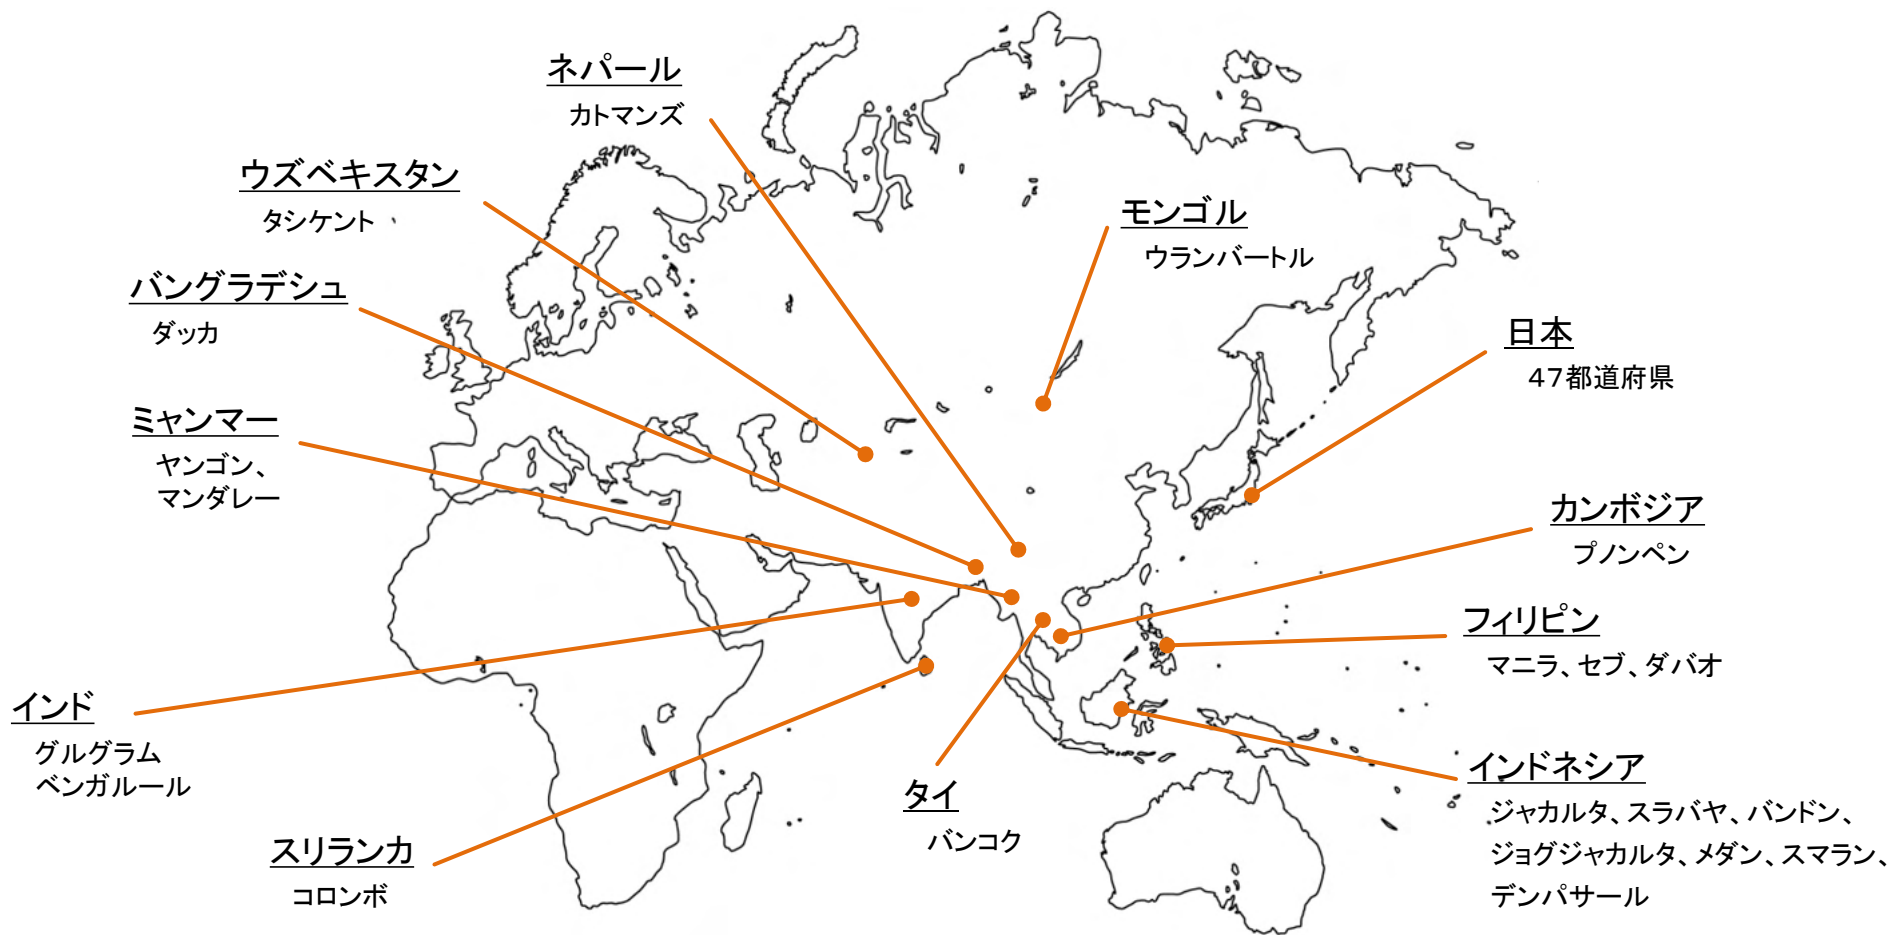 ネパール
カトマンズ
ウズベキスタン
タシケント
モンゴル
ウランバートル
バングラデシュ
ダッカ
日本
47都道府県
ミャンマー
ヤンゴン、
マンダレー
カンボジア
プノンペン
フィリピン
マニラ、セブ、ダバオ
インド
グルグラム
ベンガルール
タイ
バンコク
インドネシア
ジャカルタ、スラバヤ、バンドン、
ジョグジャカルタ、メダン、スマラン、
デンパサール
スリランカ
コロンボ